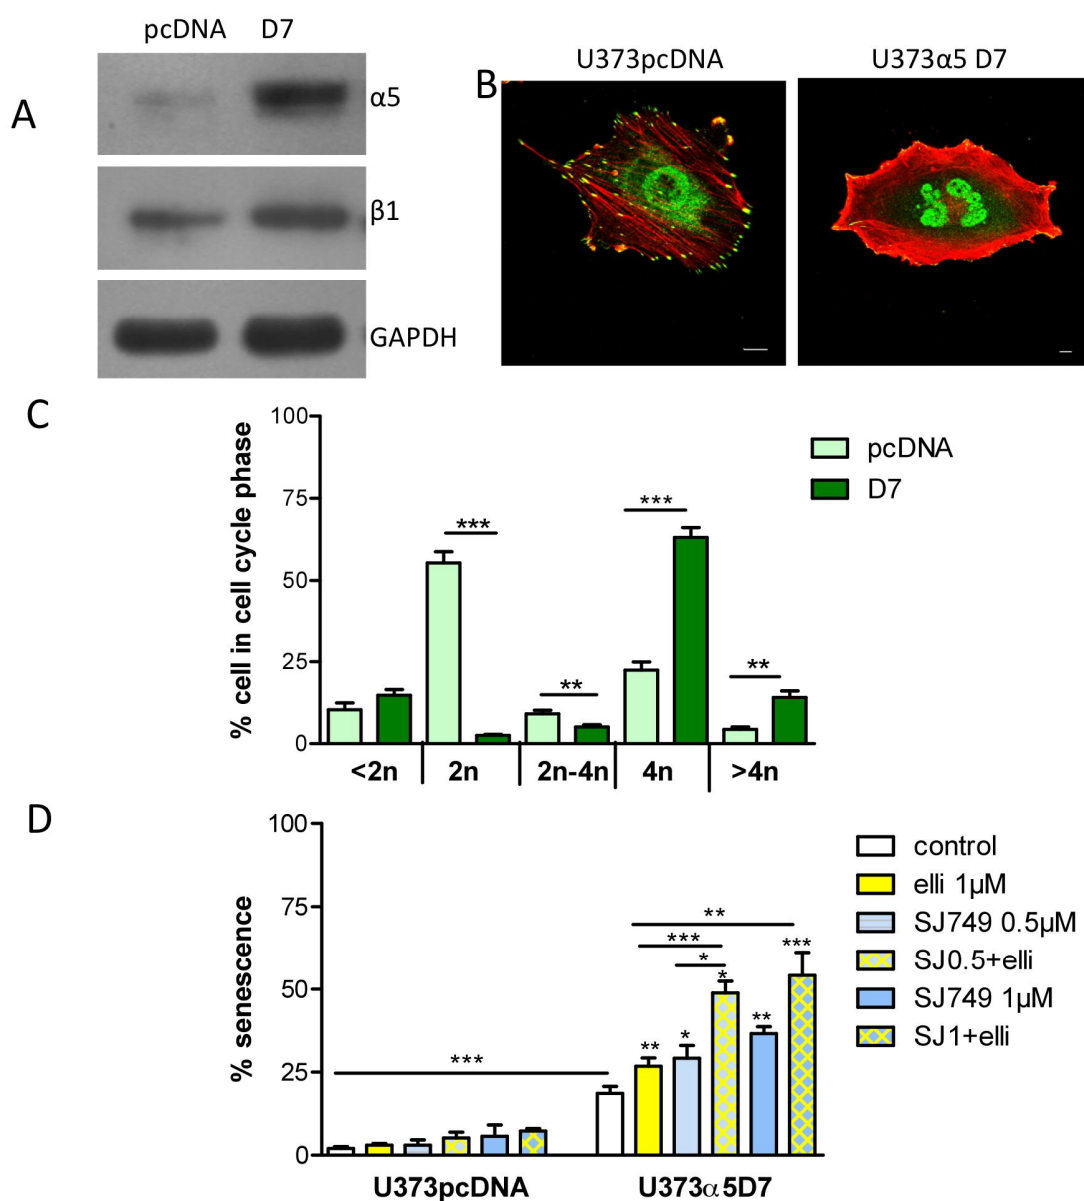 pcDNA D7
A
α5
β1
GAPDH
B
U373pcDNA
U373α5 D7
C
% cell in cell cycle phase
100
75
50
25
0
***
**
***
**
<2n
2n
2n-4n
4n
>4n
pcDNA
D7
D
% senescence
100
75
50
25
0
***
**
***
*
**
*
*
**
***
U373pcDNA
U373α5D7
control
elli 1µM
SJ749 0.5µM
SJ0.5+elli
SJ749 1µM
SJ1+elli